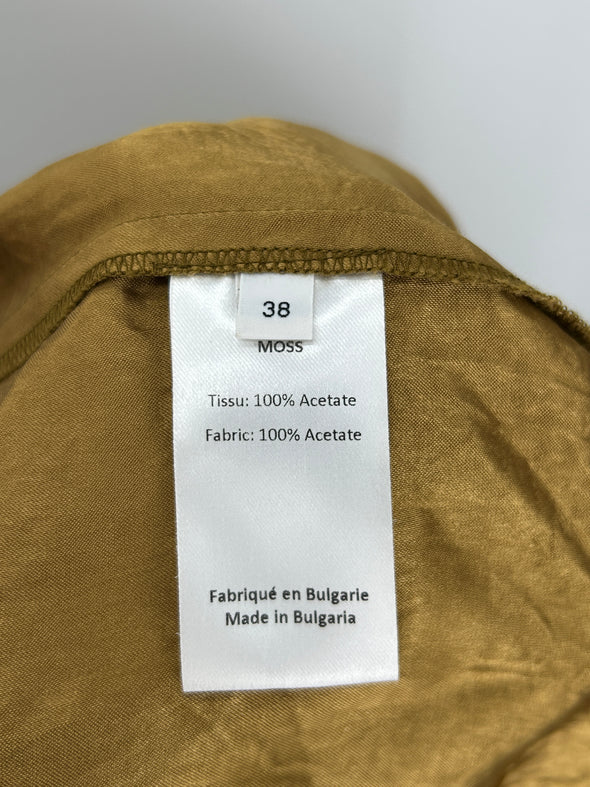 38
MOSS
Tissu: 100% Acetate
Fabric: 100% Acetate
Fabriqué en Bulgarie
Made in Bulgaria